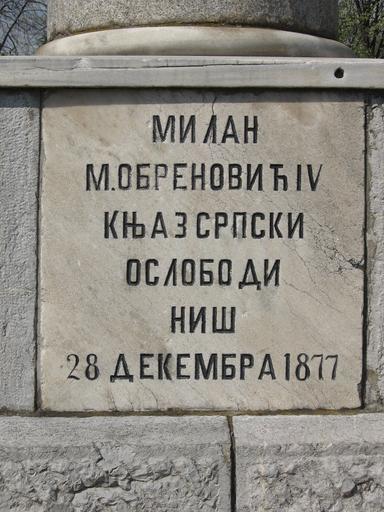 МИЛАН
М.ОБРЕНОВИЋ IV
КЊАЗ СРПСКИ
ОСЛОБОДИ
НИШ
28 ДЕКЕМБРА 1877